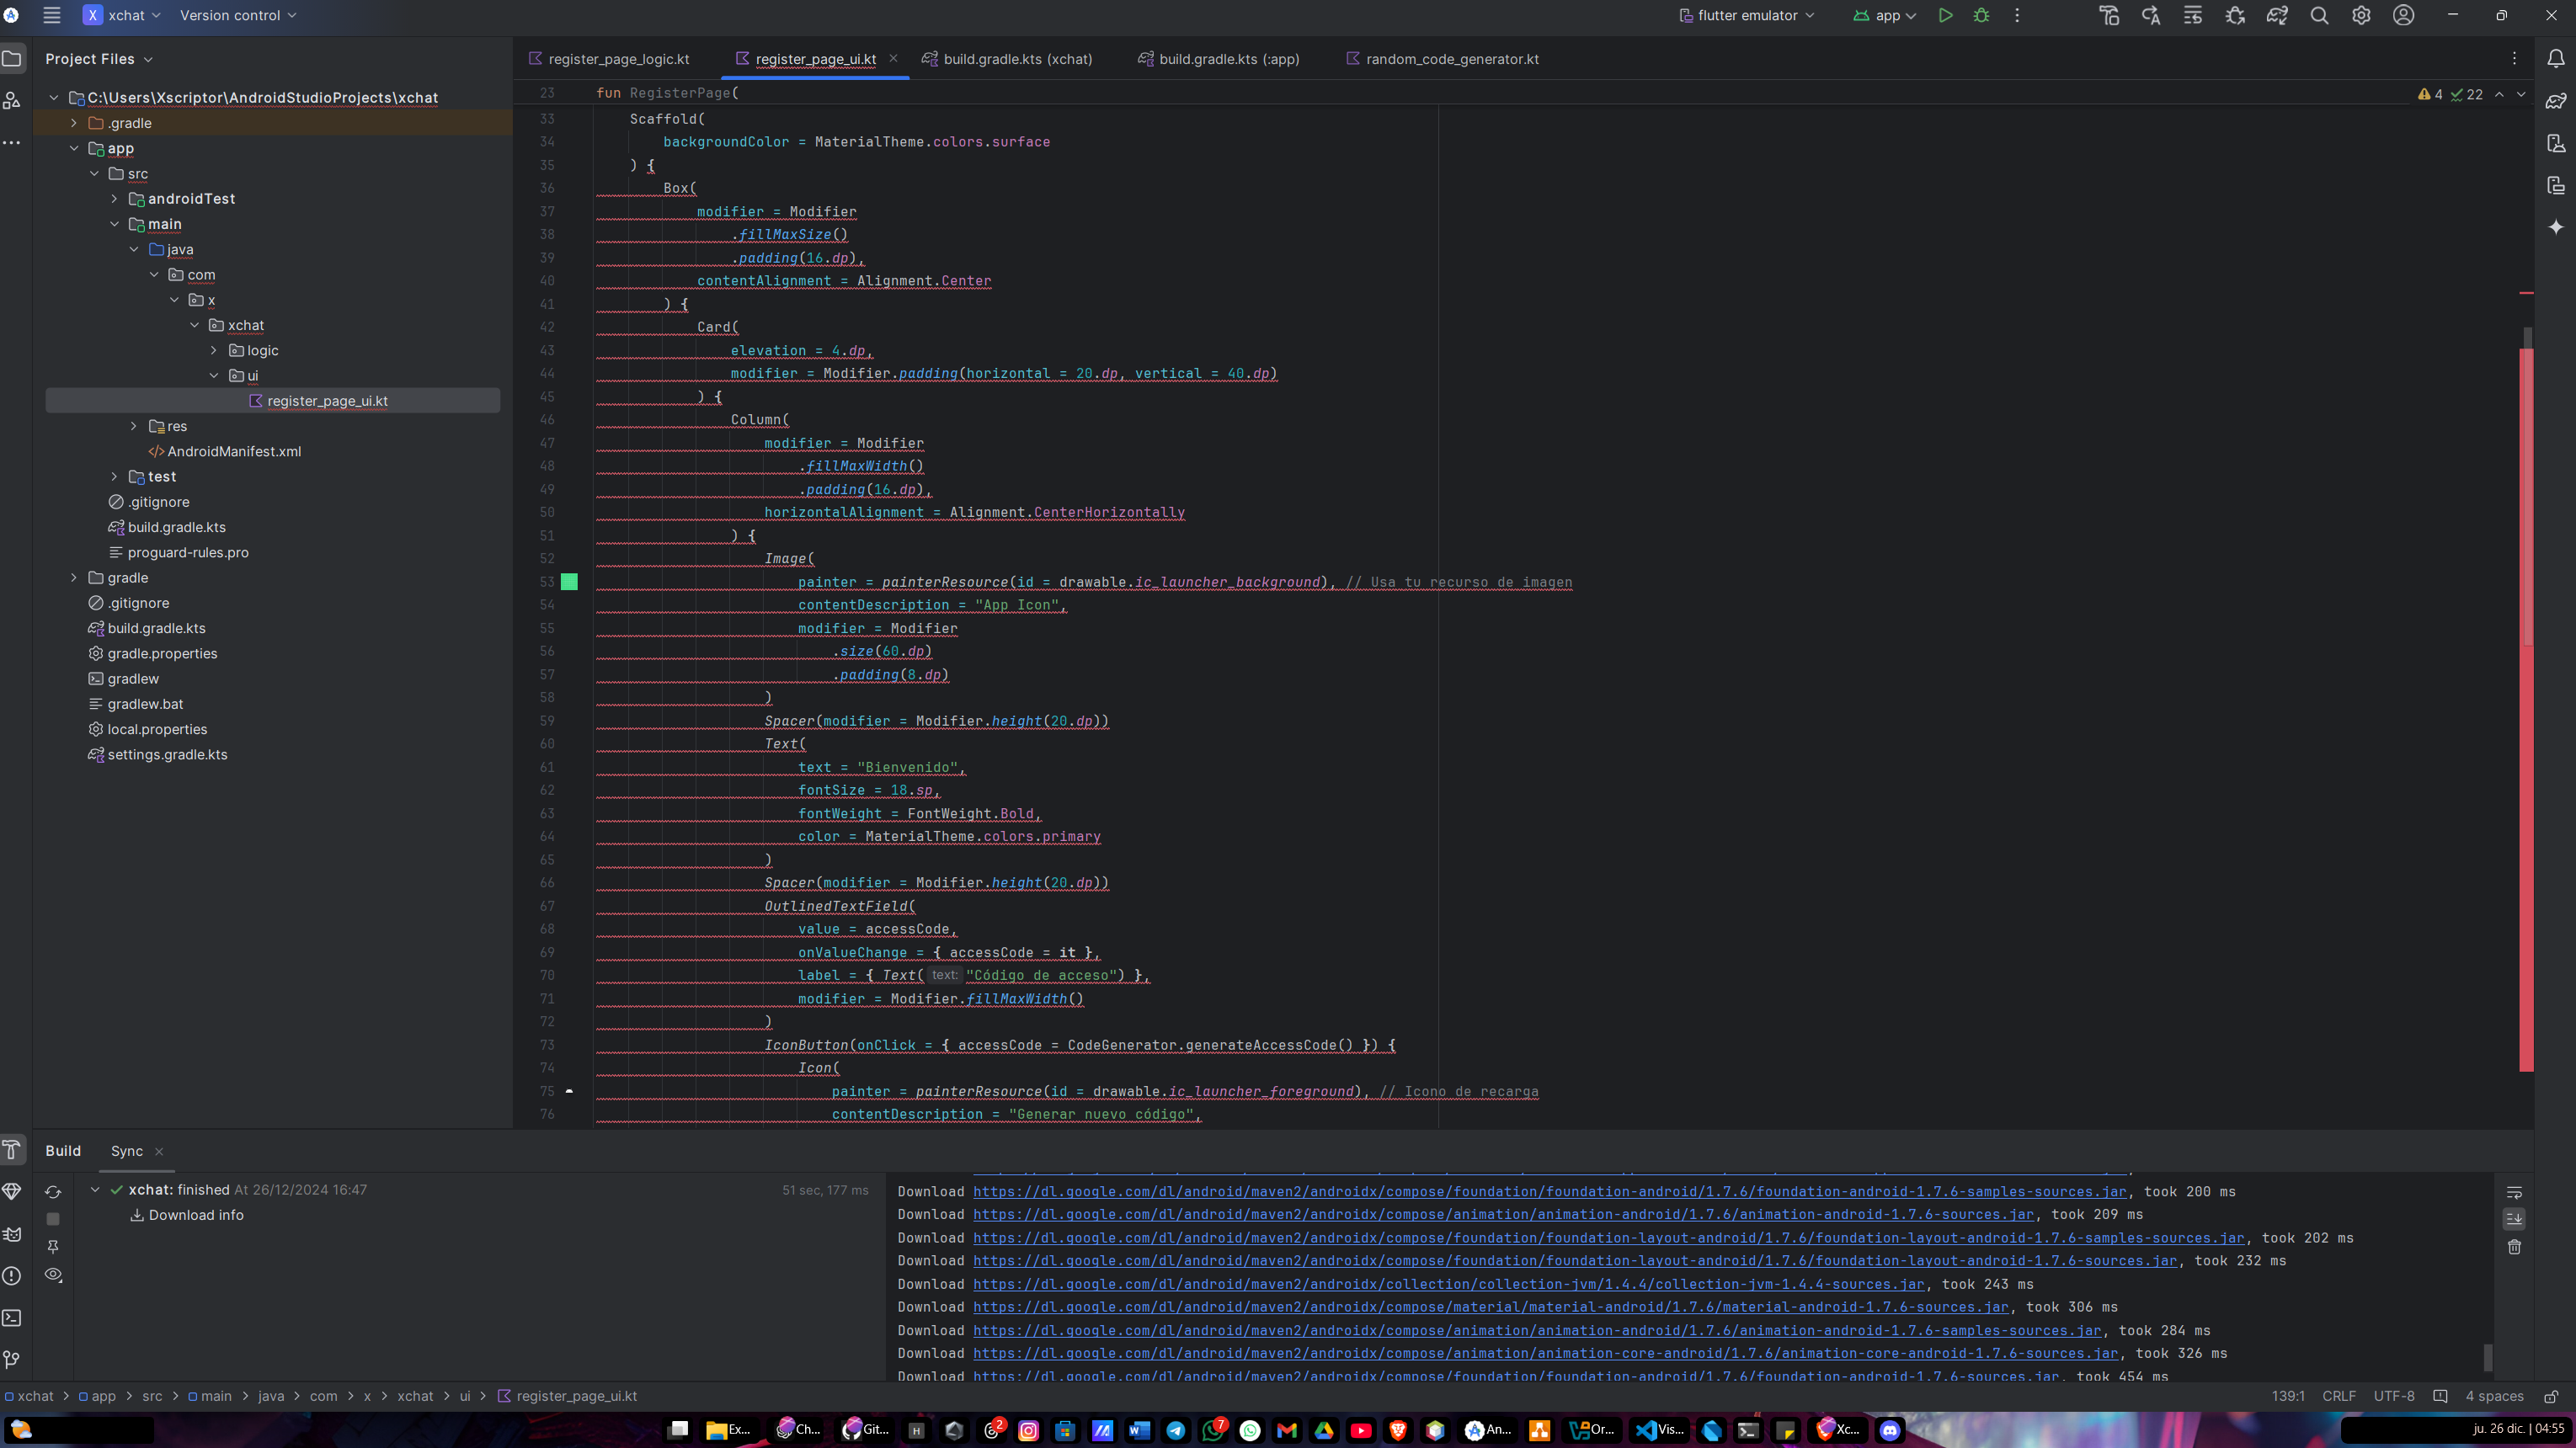 xchat
Version control
flutter emulator
app
Project Files
register_page_logic.kt
register_page_ui.kt
build.gradle.kts (xchat)
build.gradle.kts (:app)
random_code_generator.kt
C:\Users\Xscriptor\AndroidStudioProjects\xchat
.gradle
app
src
androidTest
main
java
com
x
xchat
logic
ui
register_page_ui.kt
res
AndroidManifest.xml
test
.gitignore
build.gradle.kts
proguard-rules.pro
gradle
.gitignore
build.gradle.kts
gradle.properties
gradlew
gradlew.bat
local.properties
settings.gradle.kts
23 fun RegisterPage(
4 22
33 Scaffold(
34 backgroundColor = MaterialTheme.colors.surface
35 ) {
36 Box(
37 modifier = Modifier
38 .fillMaxSize()
39 .padding(16.dp),
40 contentAlignment = Alignment.Center
41 ) {
42 Card(
43 elevation = 4.dp,
44 modifier = Modifier.padding(horizontal = 20.dp, vertical = 40.dp)
45 ) {
46 Column(
47 modifier = Modifier
48 .fillMaxWidth()
49 .padding(16.dp),
50 horizontalAlignment = Alignment.CenterHorizontally
51 ) {
52 Image(
53 painter = painterResource(id = drawable.ic_launcher_background), // Usa tu recurso de imagen
54 contentDescription = "App Icon",
55 modifier = Modifier
56 .size(60.dp)
57 .padding(8.dp)
58 )
59 Spacer(modifier = Modifier.height(20.dp))
60 Text(
61 text = "Bienvenido",
62 fontSize = 18.sp,
63 fontWeight = FontWeight.Bold,
64 color = MaterialTheme.colors.primary
65 )
66 Spacer(modifier = Modifier.height(20.dp))
67 OutlinedTextField(
68 value = accessCode,
69 onValueChange = { accessCode = it },
70 label = { Text( text: "Código de acceso") },
71 modifier = Modifier.fillMaxWidth()
72 )
73 IconButton(onClick = { accessCode = CodeGenerator.generateAccessCode() }) {
74 Icon(
75 painter = painterResource(id = drawable.ic_launcher_foreground), // Icono de recarga
76 contentDescription = "Generar nuevo código",
Build
Sync
xchat: finished At 26/12/2024 16:47 51 sec, 177 ms
Download info
Download https://dl.google.com/dl/android/maven2/androidx/compose/foundation/foundation-android/1.7.6/foundation-android-1.7.6-samples-sources.jar, took 200 ms
Download https://dl.google.com/dl/android/maven2/androidx/compose/animation/animation-android/1.7.6/animation-android-1.7.6-sources.jar, took 209 ms
Download https://dl.google.com/dl/android/maven2/androidx/compose/foundation/foundation-layout-android/1.7.6/foundation-layout-android-1.7.6-samples-sources.jar, took 202 ms
Download https://dl.google.com/dl/android/maven2/androidx/compose/foundation/foundation-layout-android/1.7.6/foundation-layout-android-1.7.6-sources.jar, took 232 ms
Download https://dl.google.com/dl/android/maven2/androidx/collection/collection-jvm/1.4.4/collection-jvm-1.4.4-sources.jar, took 243 ms
Download https://dl.google.com/dl/android/maven2/androidx/compose/material/material-android/1.7.6/material-android-1.7.6-sources.jar, took 306 ms
Download https://dl.google.com/dl/android/maven2/androidx/compose/animation/animation-android/1.7.6/animation-android-1.7.6-samples-sources.jar, took 284 ms
Download https://dl.google.com/dl/android/maven2/androidx/compose/animation/animation-core-android/1.7.6/animation-core-android-1.7.6-sources.jar, took 326 ms
Download https://dl.google.com/dl/android/maven2/androidx/compose/foundation/foundation-android/1.7.6/foundation-android-1.7.6-sources.jar, took 454 ms
xchat > app > src > main > java > com > x > xchat > ui > register_page_ui.kt
139:1 CRLF UTF-8 4 spaces
Ex...
Ch...
Git...
H
2
7
An...
Or...
Vis...
Xc...
ju. 26 dic. | 04:55